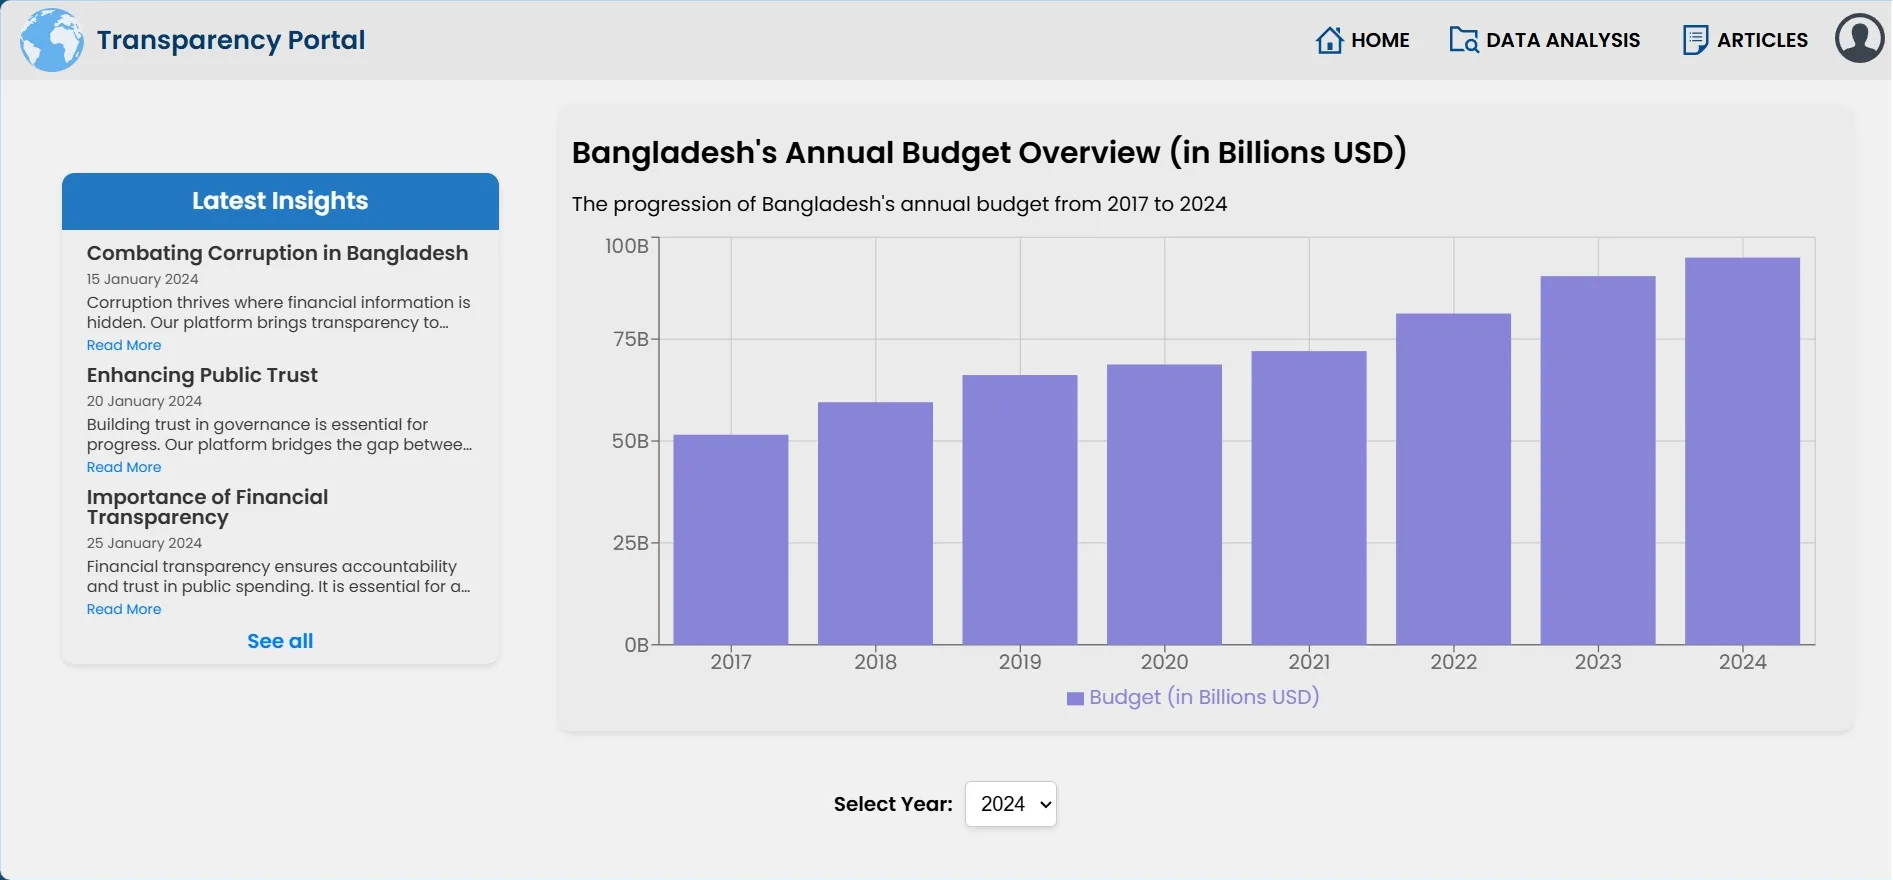 Transparency Portal
HOME
DATA ANALYSIS
ARTICLES
Latest Insights
Combating Corruption in Bangladesh
15 January 2024
Corruption thrives where financial information is
hidden. Our platform brings transparency to...
Read More
Enhancing Public Trust
20 January 2024
Building trust in governance is essential for
progress. Our platform bridges the gap betwee...
Read More
Importance of Financial
Transparency
25 January 2024
Financial transparency ensures accountability
and trust in public spending. It is essential for a...
Read More
See all
Bangladesh's Annual Budget Overview (in Billions USD)
The progression of Bangladesh's annual budget from 2017 to 2024
100B
75B
50B
25B
0B
2017 2018 2019 2020 2021 2022 2023 2024
Budget (in Billions USD)
Select Year: 2024